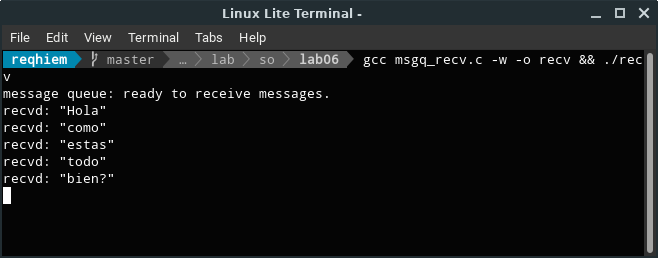 Linux Lite Terminal -
File Edit View Terminal Tabs Help
reqhiem master … lab so lab06 gcc msgq_recv.c -w -o recv && ./rec
v
message queue: ready to receive messages.
recvd: "Hola"
recvd: "como"
recvd: "estas"
recvd: "todo"
recvd: "bien?"